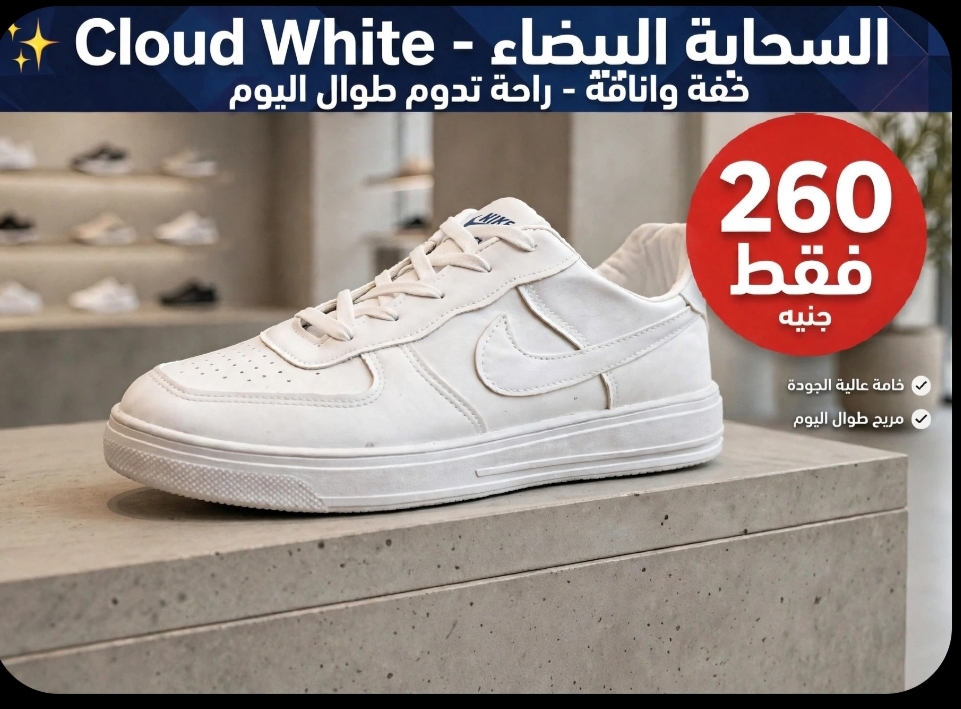 السحابة البيضاء - Cloud White
خفة واناقة - راحة تدوم طوال اليوم
260
فقط
جنيه
خامة عالية الجودة
مريح طوال اليوم
NIKE